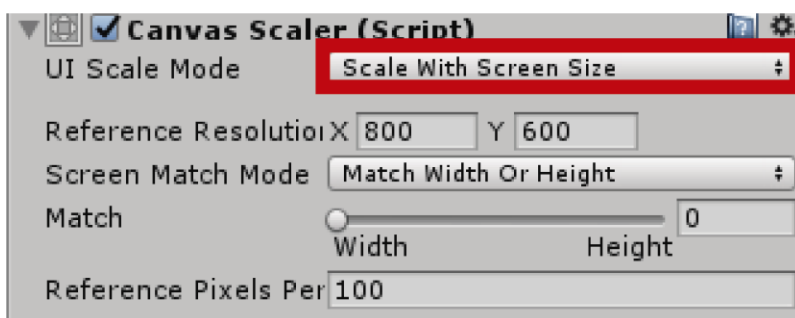 Canvas Scaler (Script)
UI Scale Mode Scale With Screen Size
Reference Resolutio X 800 Y 600
Screen Match Mode Match Width Or Height
Match 0
Width Height
Reference Pixels Per 100